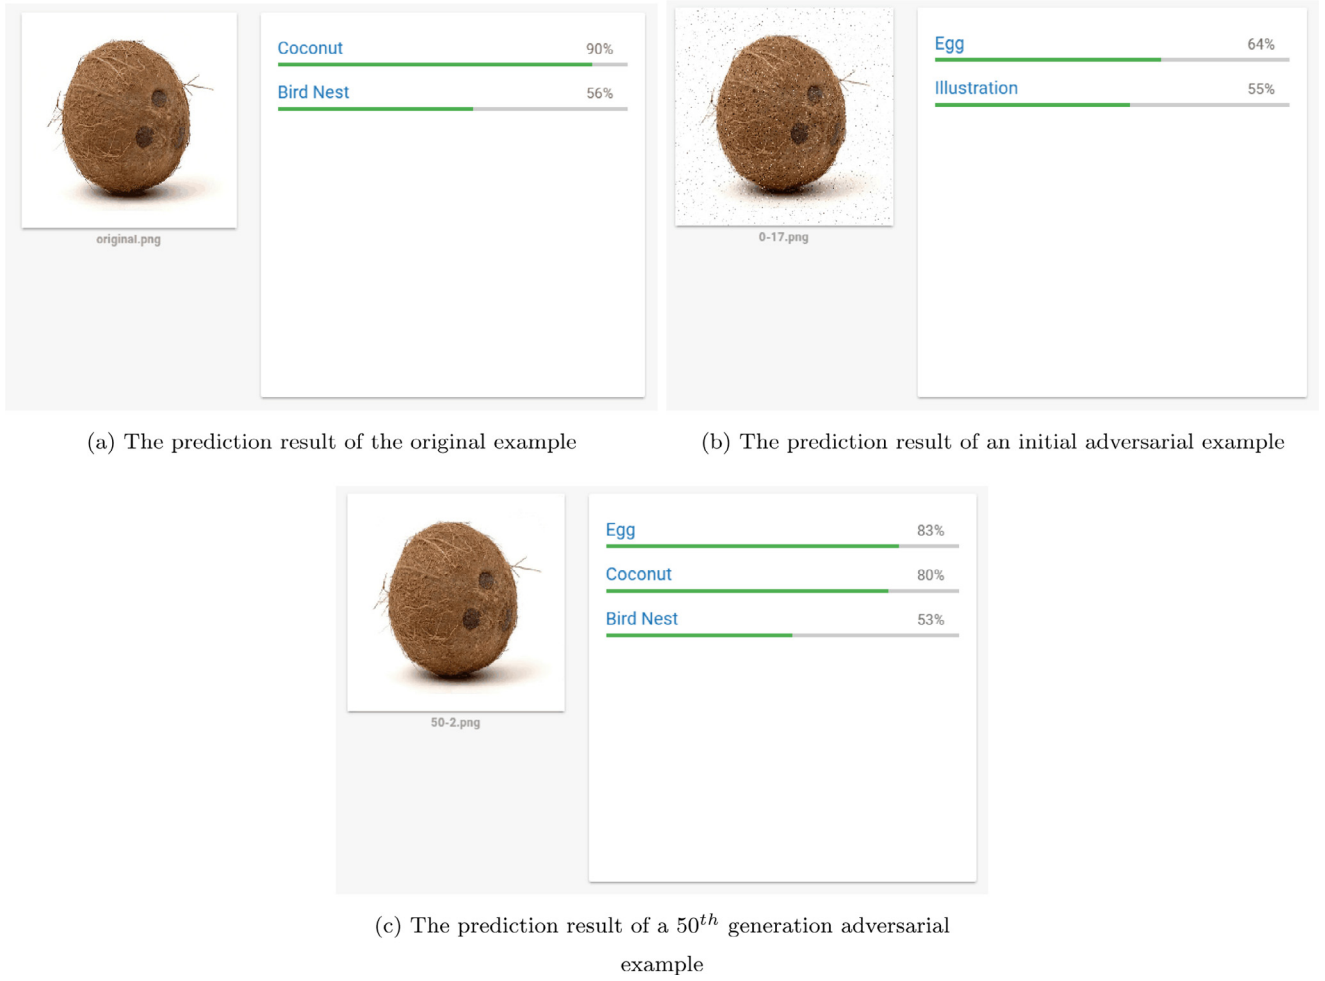 Coconut 90%
Bird Nest 56%
original.png
(a) The prediction result of the original example
Egg 64%
Illustration 55%
0-17.png
(b) The prediction result of an initial adversarial example
Egg 83%
Coconut 80%
Bird Nest 53%
50-2.png
(c) The prediction result of a 50th generation adversarial
example